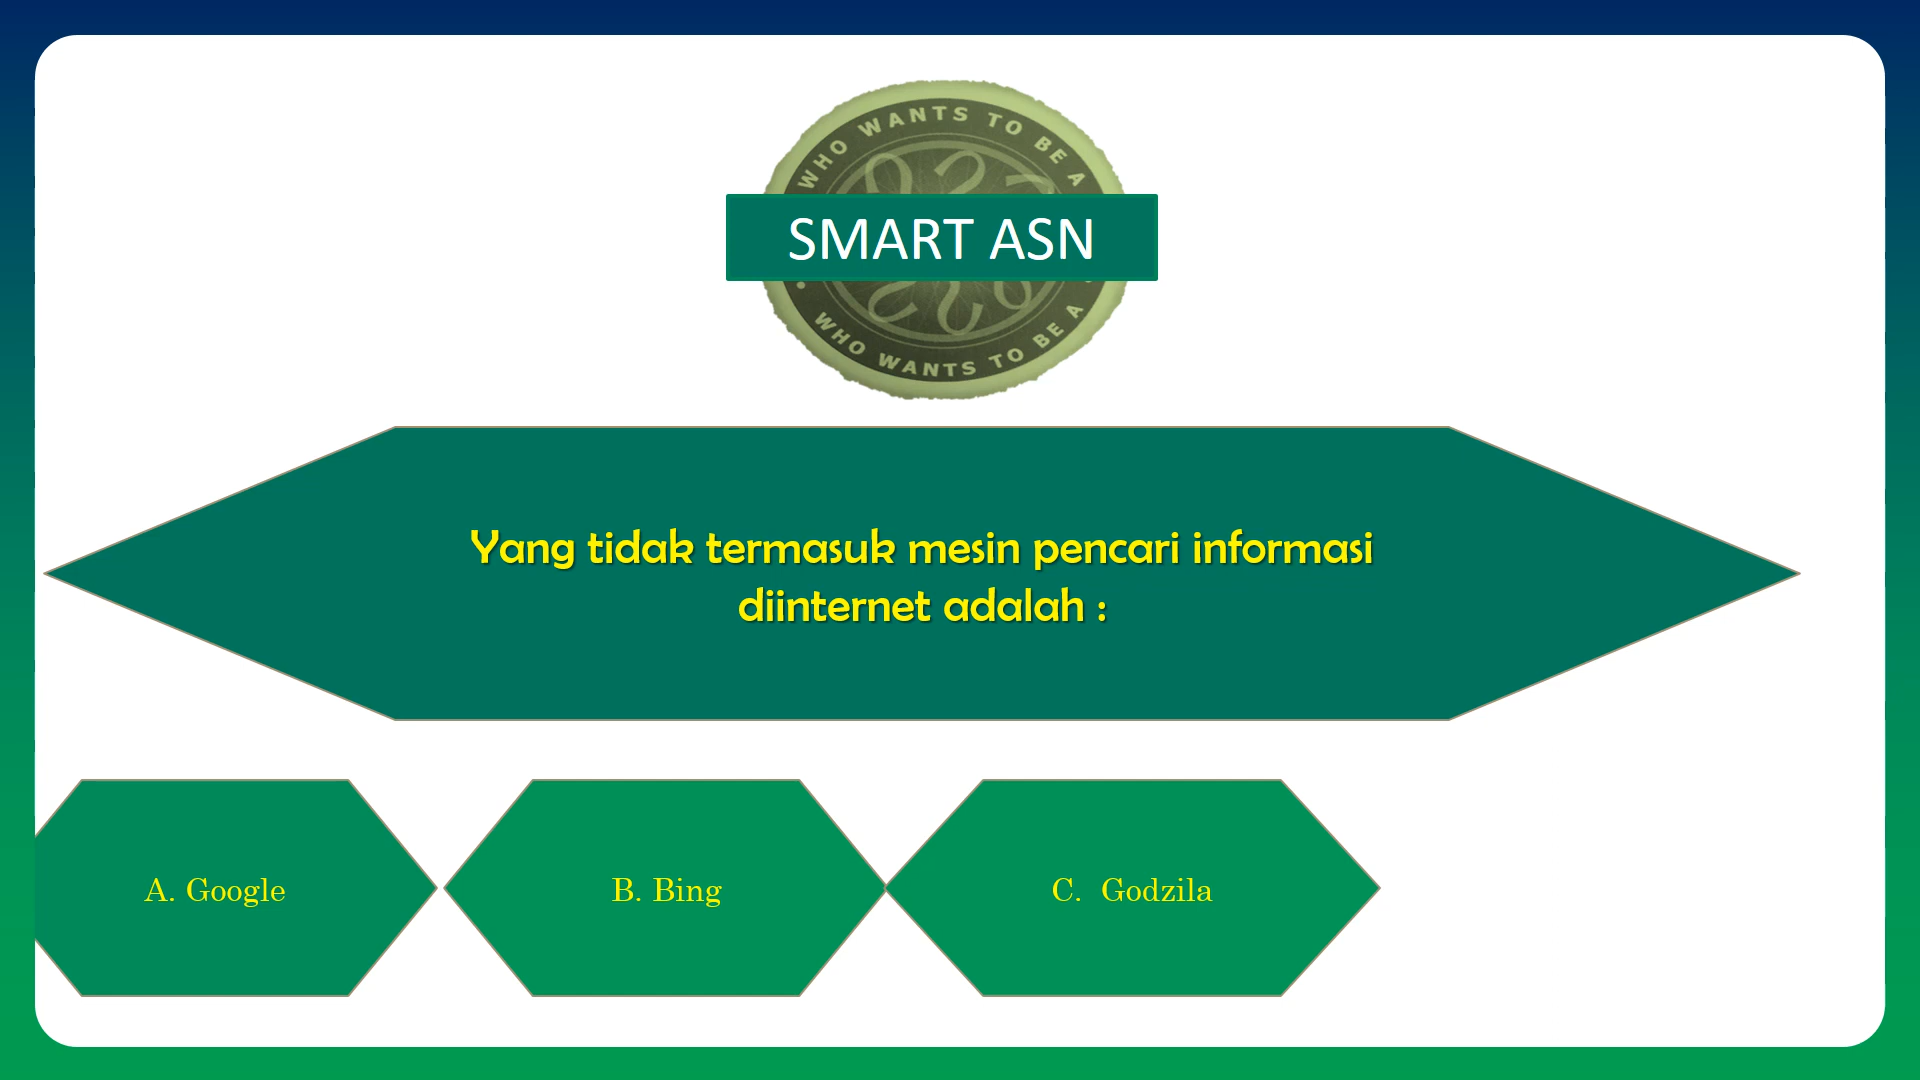 WHO WANTS TO BE A
SMART ASN
WHO WANTS TO BE A
Yang tidak termasuk mesin pencari informasi
diinternet adalah :
A. Google
B. Bing
C. Godzila